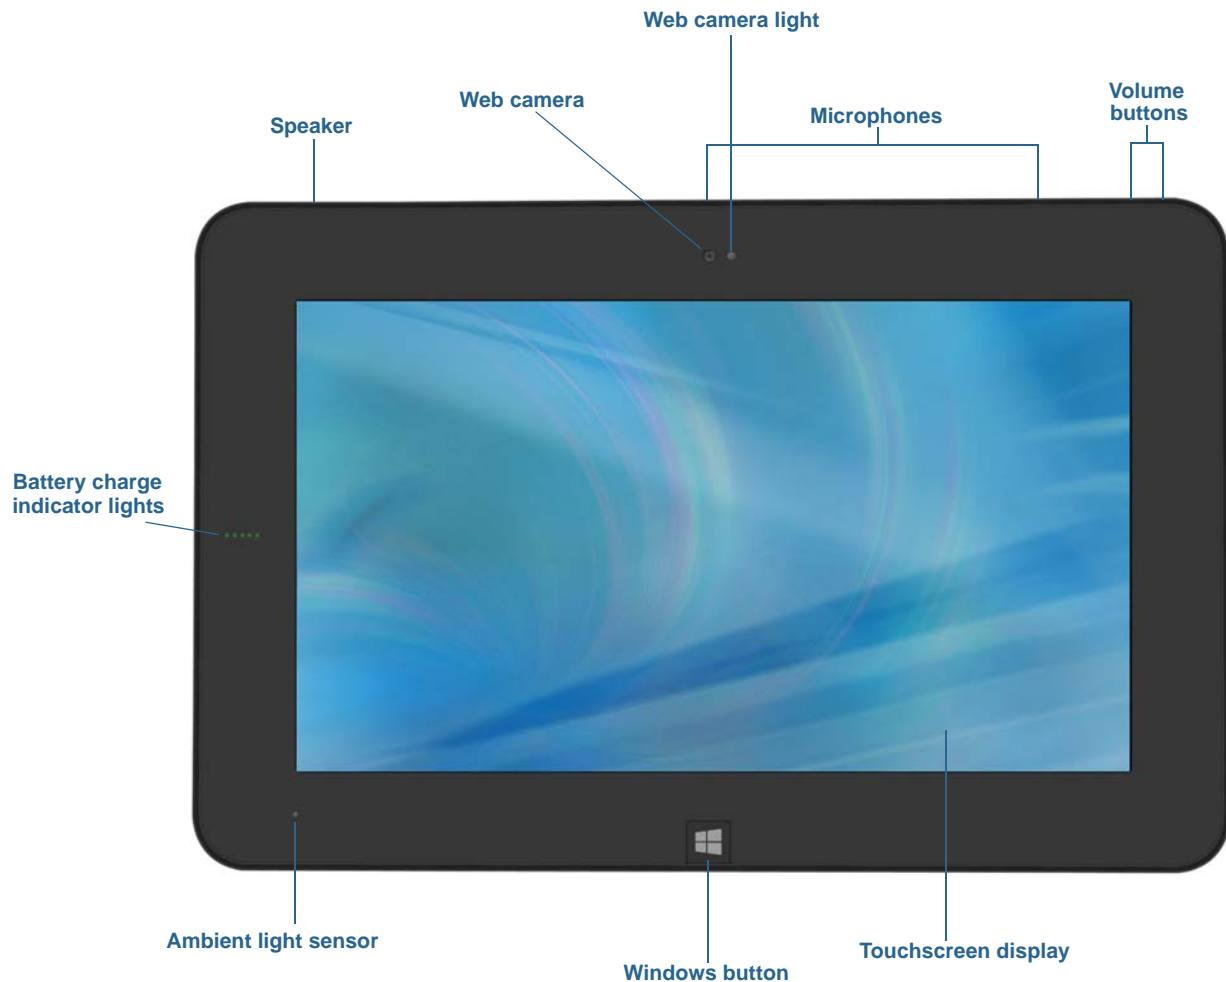 Web camera light
Web camera
Volume
buttons
Microphones
Speaker
Battery charge
indicator lights
Ambient light sensor
Touchscreen display
Windows button